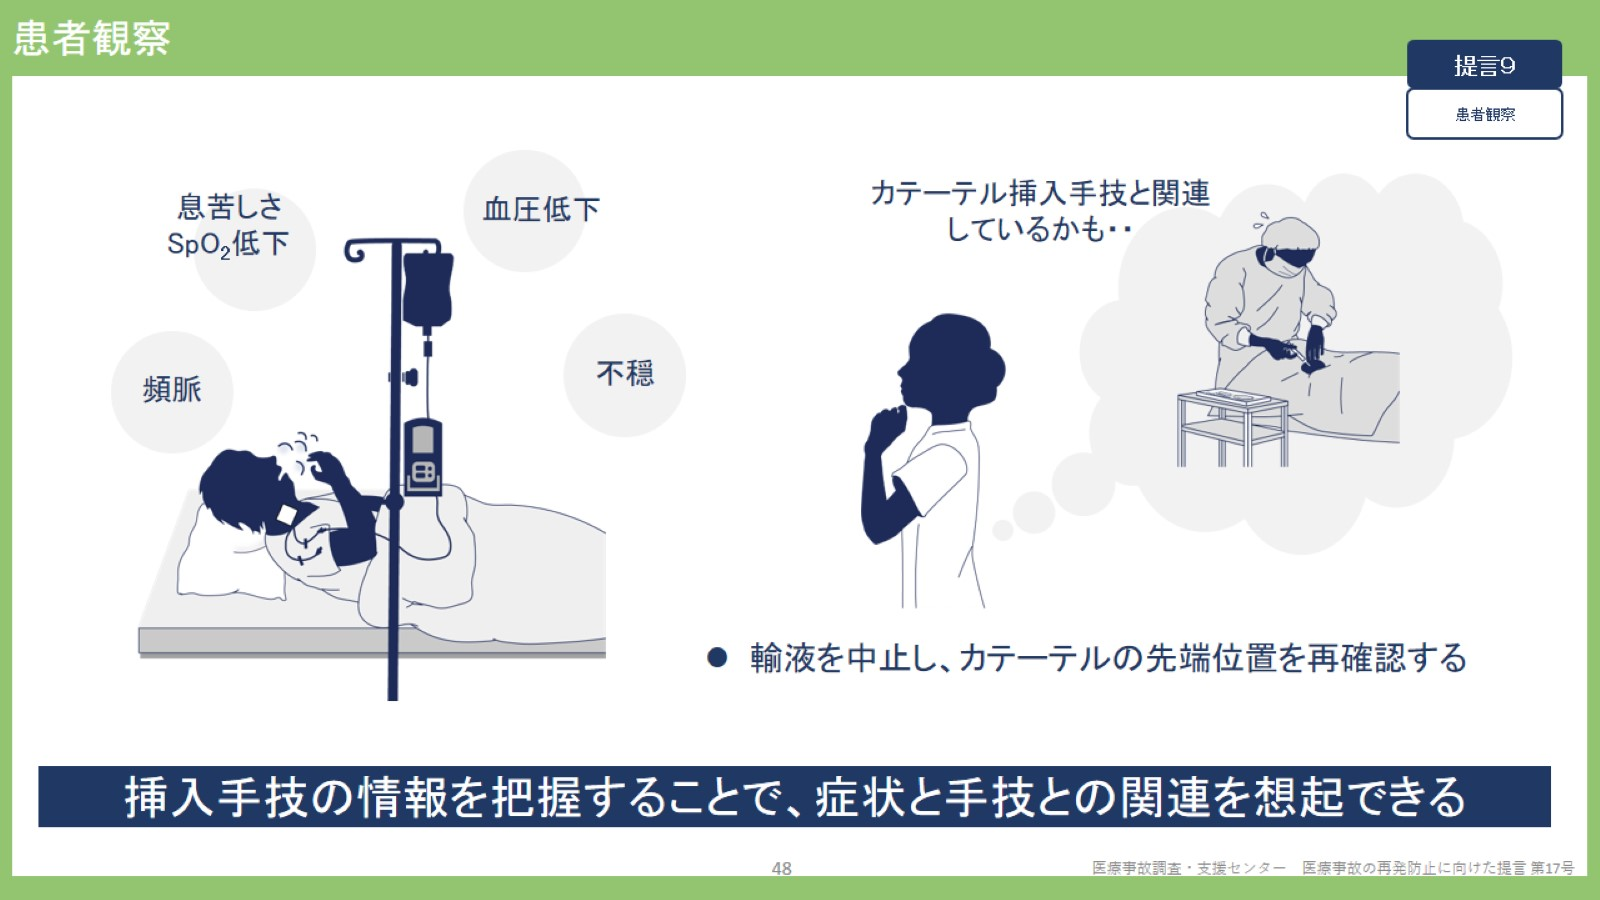 患者観察
提言9
患者観察
息苦しさ
SpO₂低下
血圧低下
頻脈
不穏
カテーテル挿入手技と関連
しているかも・・
● 輸液を中止し、カテーテルの先端位置を再確認する
挿入手技の情報を把握することで、症状と手技との関連を想起できる
48
医療事故調査・支援センター　医療事故の再発防止に向けた提言 第17号